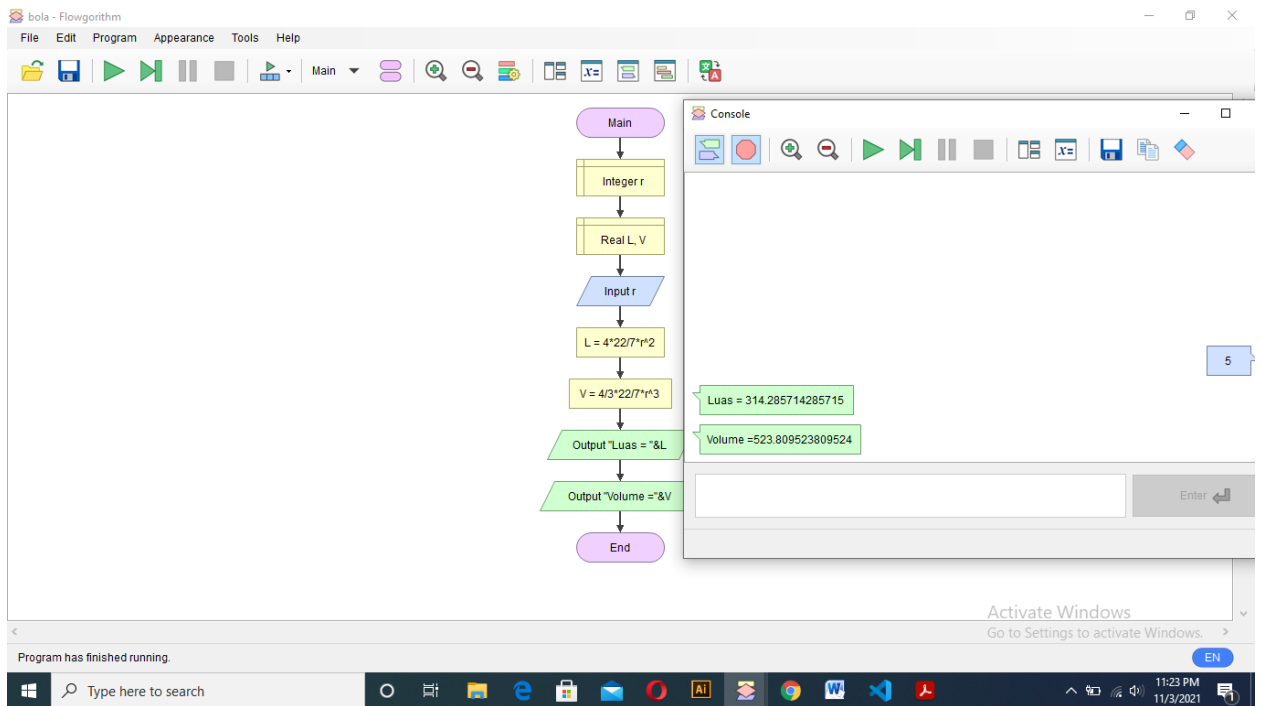 bola - Flowgorithm
File Edit Program Appearance Tools Help
Main
Main
Integer r
Real L, V
Input r
L = 4*22/7*r^2
V = 4/3*22/7*r^3
Output "Luas = "&L
Output "Volume ="&V
End
Console
5
Luas = 314.285714285715
Volume =523.809523809524
Enter
Activate Windows
Go to Settings to activate Windows.
Program has finished running.
EN
Type here to search
11:23 PM
11/3/2021